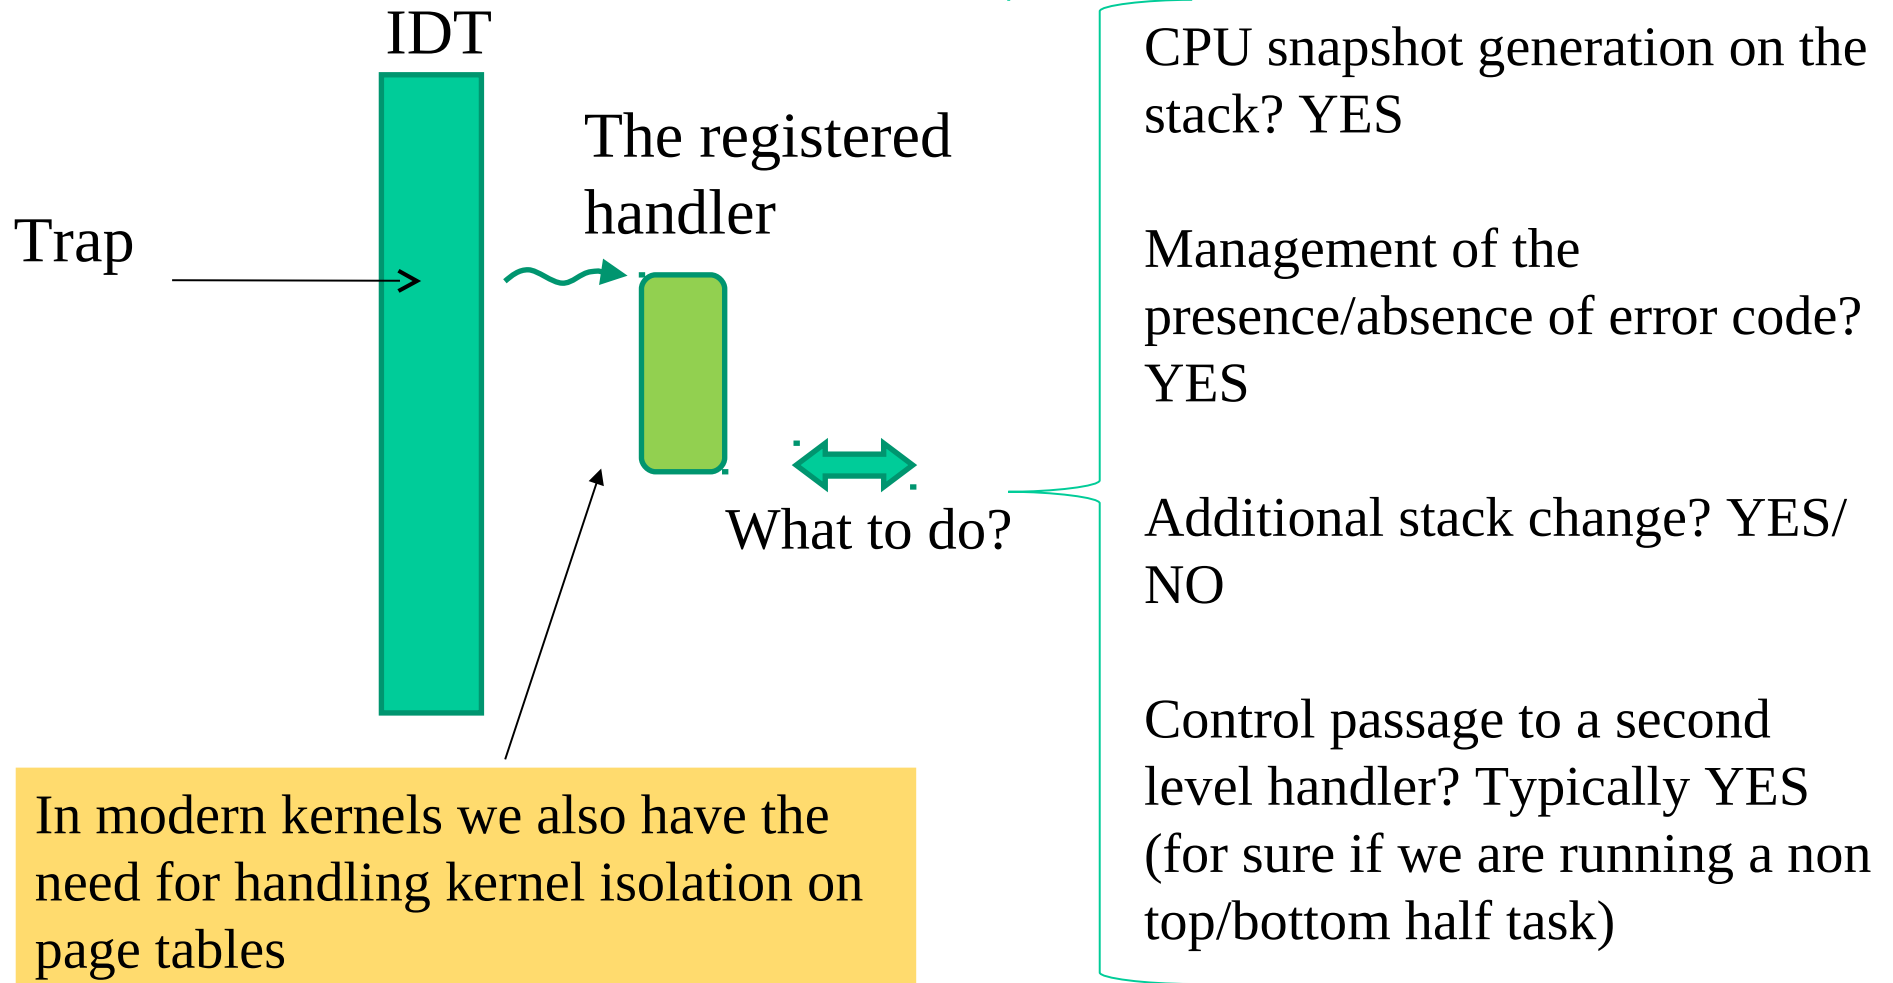 IDT
The registered
handler
Trap
What to do?
In modern kernels we also have the
need for handling kernel isolation on
page tables
CPU snapshot generation on the
stack? YES
Management of the
presence/absence of error code?
YES
Additional stack change? YES/
NO
Control passage to a second
level handler? Typically YES
(for sure if we are running a non
top/bottom half task)